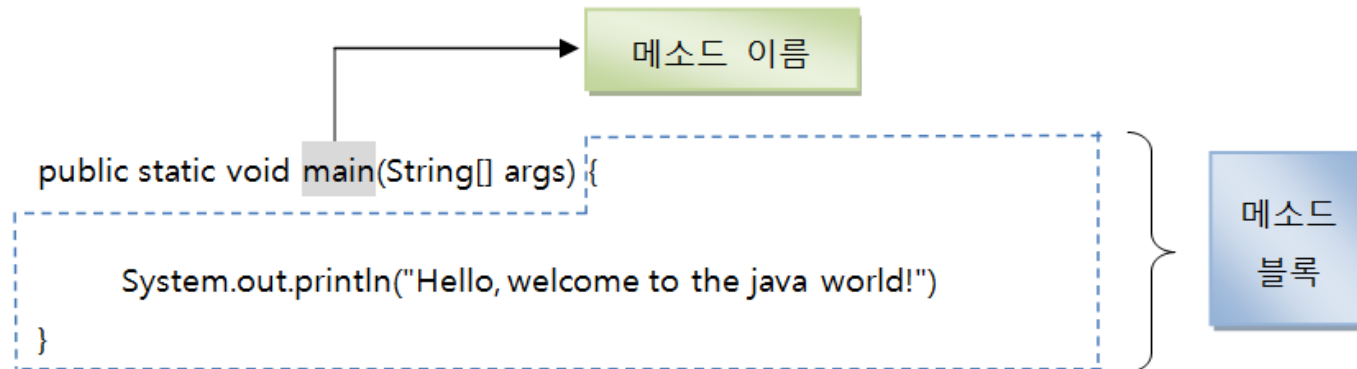 메소드 이름
public static void main(String[] args) {
System.out.println("Hello, welcome to the java world!")
}
메소드
블록